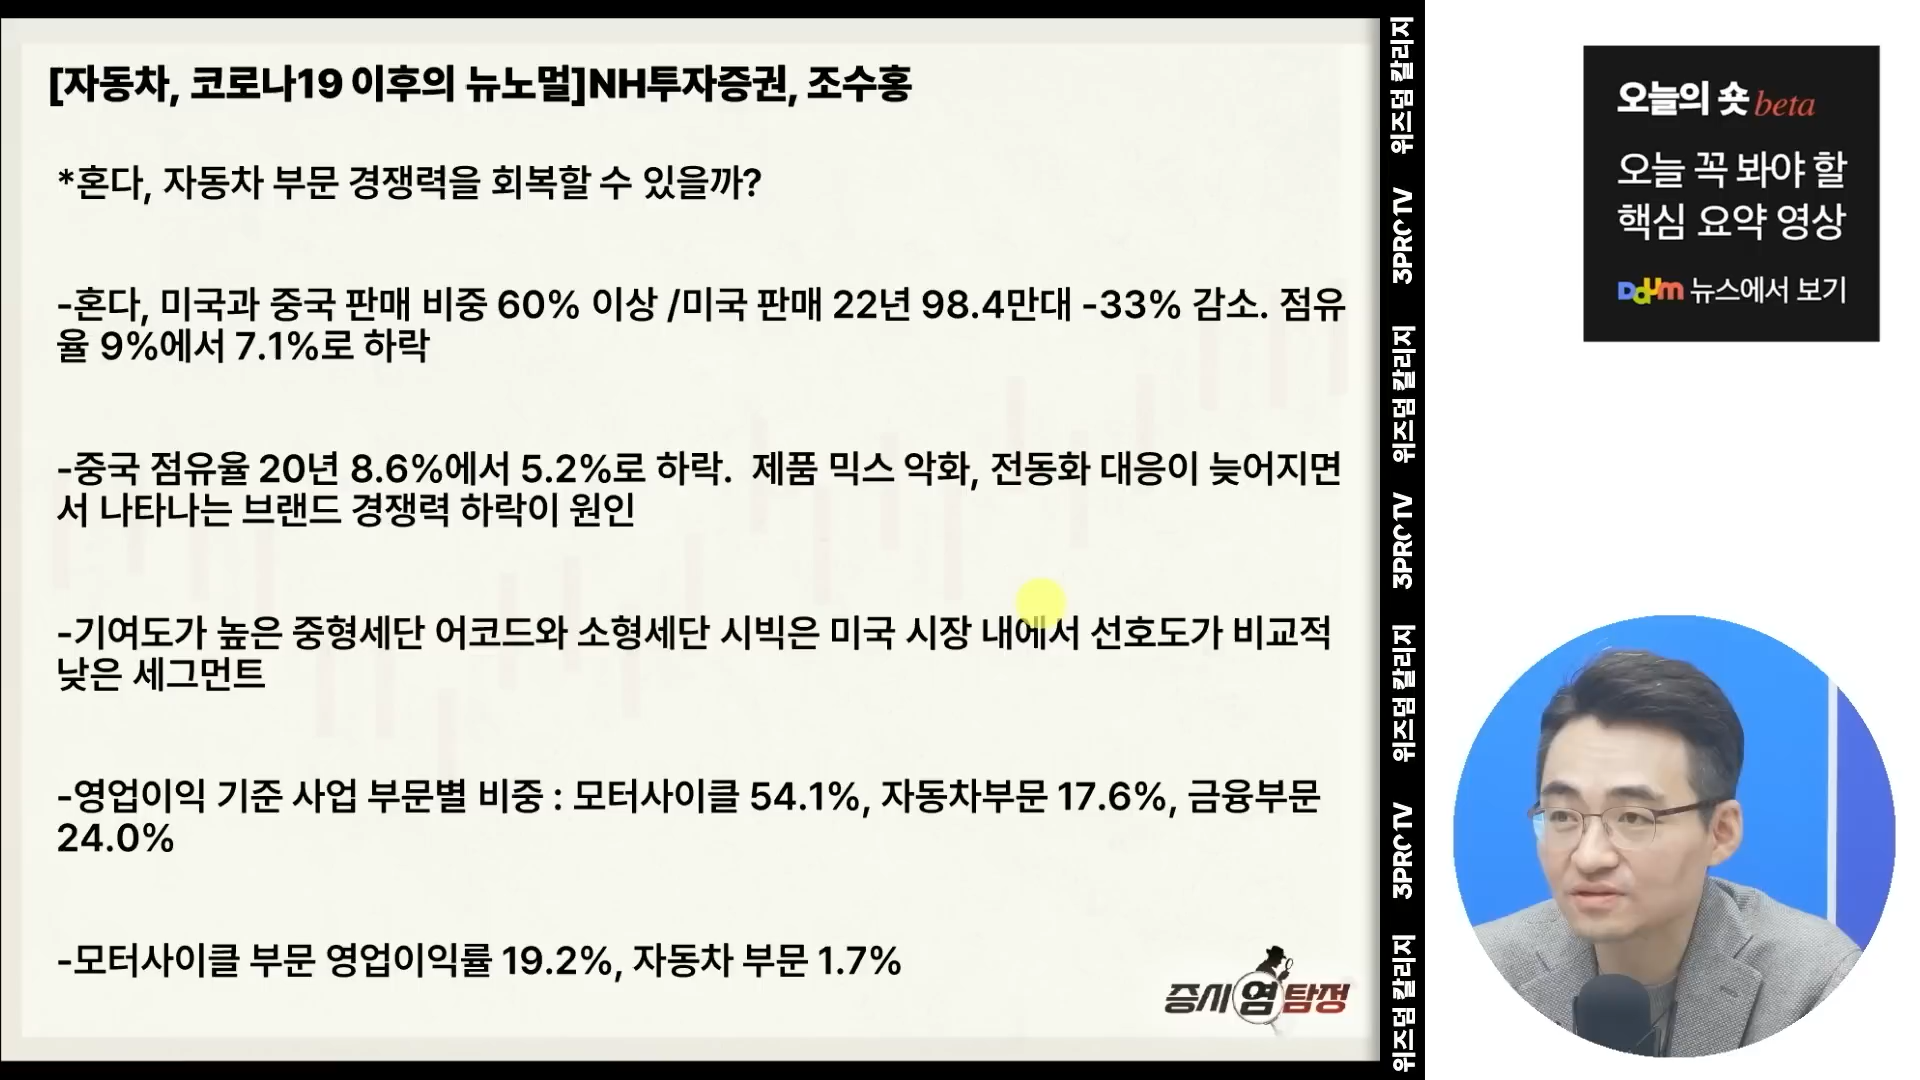 [자동차, 코로나19 이후의 뉴노멀]NH투자증권, 조수홍
*혼다, 자동차 부문 경쟁력을 회복할 수 있을까?
-혼다, 미국과 중국 판매 비중 60% 이상 /미국 판매 22년 98.4만대 -33% 감소. 점유
율 9%에서 7.1%로 하락
-중국 점유율 20년 8.6%에서 5.2%로 하락.  제품 믹스 악화, 전동화 대응이 늦어지면
서 나타나는 브랜드 경쟁력 하락이 원인
-기여도가 높은 중형세단 어코드와 소형세단 시빅은 미국 시장 내에서 선호도가 비교적
낮은 세그먼트
-영업이익 기준 사업 부문별 비중 : 모터사이클 54.1%, 자동차부문 17.6%, 금융부문
24.0%
-모터사이클 부문 영업이익률 19.2%, 자동차 부문 1.7%
증시염탐정
위즈덤 칼리지
3PROTV
위즈덤 칼리지
3PROTV
위즈덤 칼리지
3PROTV
위즈덤 칼리지
오늘의 숏 beta
오늘 꼭 봐야 할
핵심 요약 영상
Daum 뉴스에서 보기